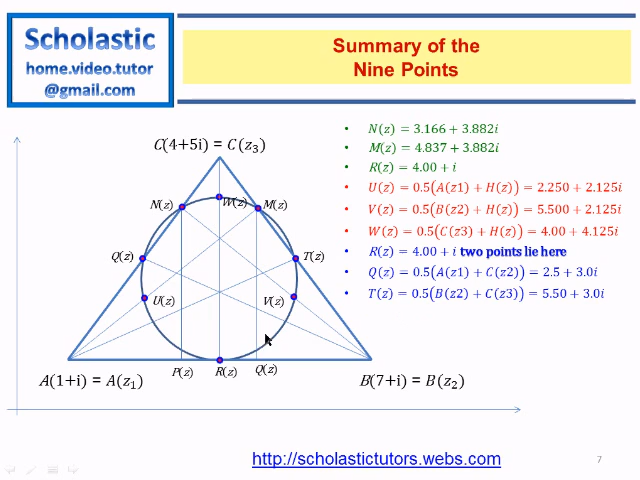 Scholastic
home.video.tutor
@gmail.com
Summary of the
Nine Points
C(4+5i) = C(z₃)
N(z)
W(z)
M(z)
Q(z)
T(z)
U(z)
V(z)
P(z)
R(z)
Q(z)
A(1+i) = A(z₁)
B(7+i) = B(z₂)
• N(z) = 3.166 + 3.882i
• M(z) = 4.837 + 3.882i
• R(z) = 4.00 + i
• U(z) = 0.5(A(z1) + H(z)) = 2.250 + 2.125i
• V(z) = 0.5(B(z2) + H(z)) = 5.500 + 2.125i
• W(z) = 0.5(C(z3) + H(z)) = 4.00 + 4.125i
• R(z) = 4.00 + i two points lie here
• Q(z) = 0.5(A(z1) + C(z2)) = 2.5 + 3.0i
• T(z) = 0.5(B(z2) + C(z3)) = 5.50 + 3.0i
http://scholastictutors.webs.com
7